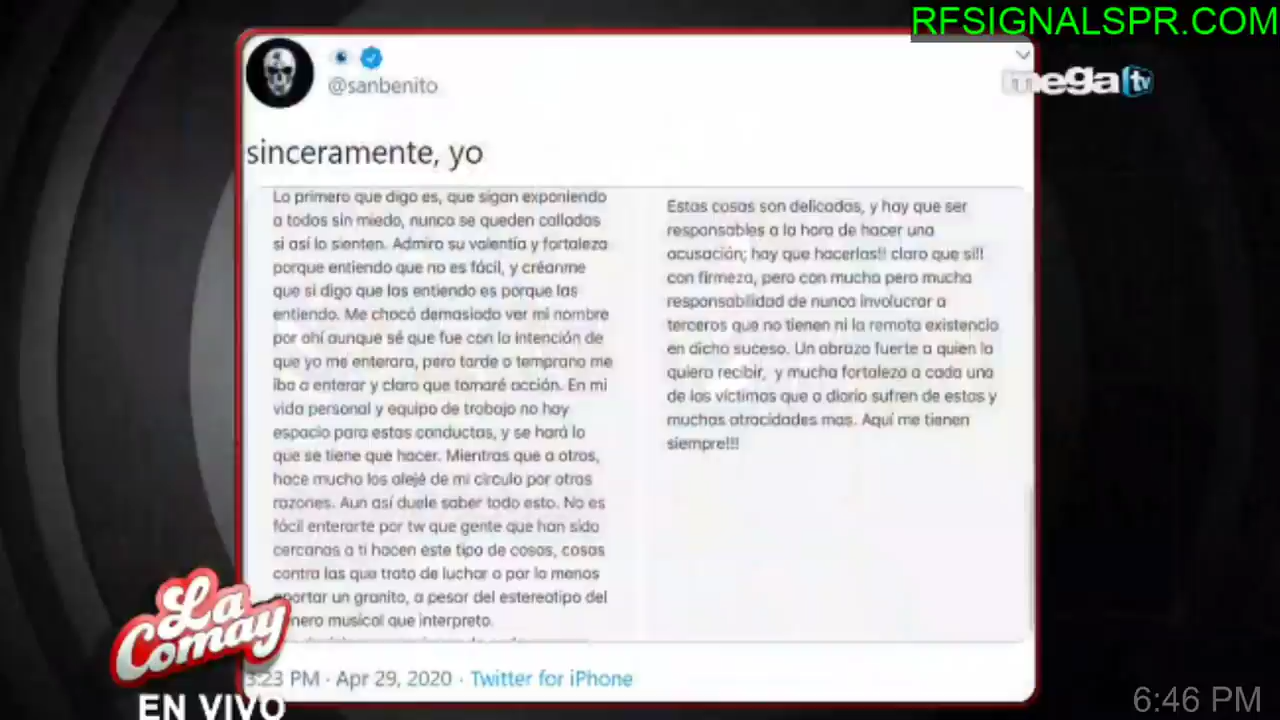 RFSIGNALSPR.COM
@sanbenito
mega tv
sinceramente, yo
Lo primero que digo es, que sigan exponiendo
a todos sin miedo, nunca se queden calladas
si así lo sienten. Admiro su valentía y fortaleza
porque entiendo que no es fácil, y créanme
que si digo que las entiendo es porque las
entiendo. Me chocó demasiado ver mi nombre
por ahí aunque sé que fue con la intención de
que yo me enterara, pero tarde o temprano me
iba a enterar y claro que tomaré acción. En mi
vida personal y equipo de trabajo no hay
espacio para estas conductas, y se hará lo
que se tiene que hacer. Mientras que a otros,
hace mucho los alejé de mi circulo por otras
razones. Aun así duele saber todo esto. No es
fácil enterarte por tw que gente que han sido
cercanas a ti hacen este tipo de cosas, cosas
contra las que trato de luchar o por lo menos
aportar un granito, a pesar del estereotipo del
nero musical que interpreto.
Estas cosas son delicadas, y hay que ser
responsables a la hora de hacer una
acusación; hay que hacerlas!! claro que si!!
con firmeza, pero con mucha pero mucha
responsabilidad de nunca involucrar a
terceros que no tienen ni la remota existencia
en dicho suceso. Un abrazo fuerte a quien lo
quiera recibir, y mucha fortaleza a cada una
de las víctimas que a diario sufren de estas y
muchas atrocidades mas. Aquí me tienen
siempre!!!
3:23 PM · Apr 29, 2020 · Twitter for iPhone
La Comay
EN VIVO
6:46 PM